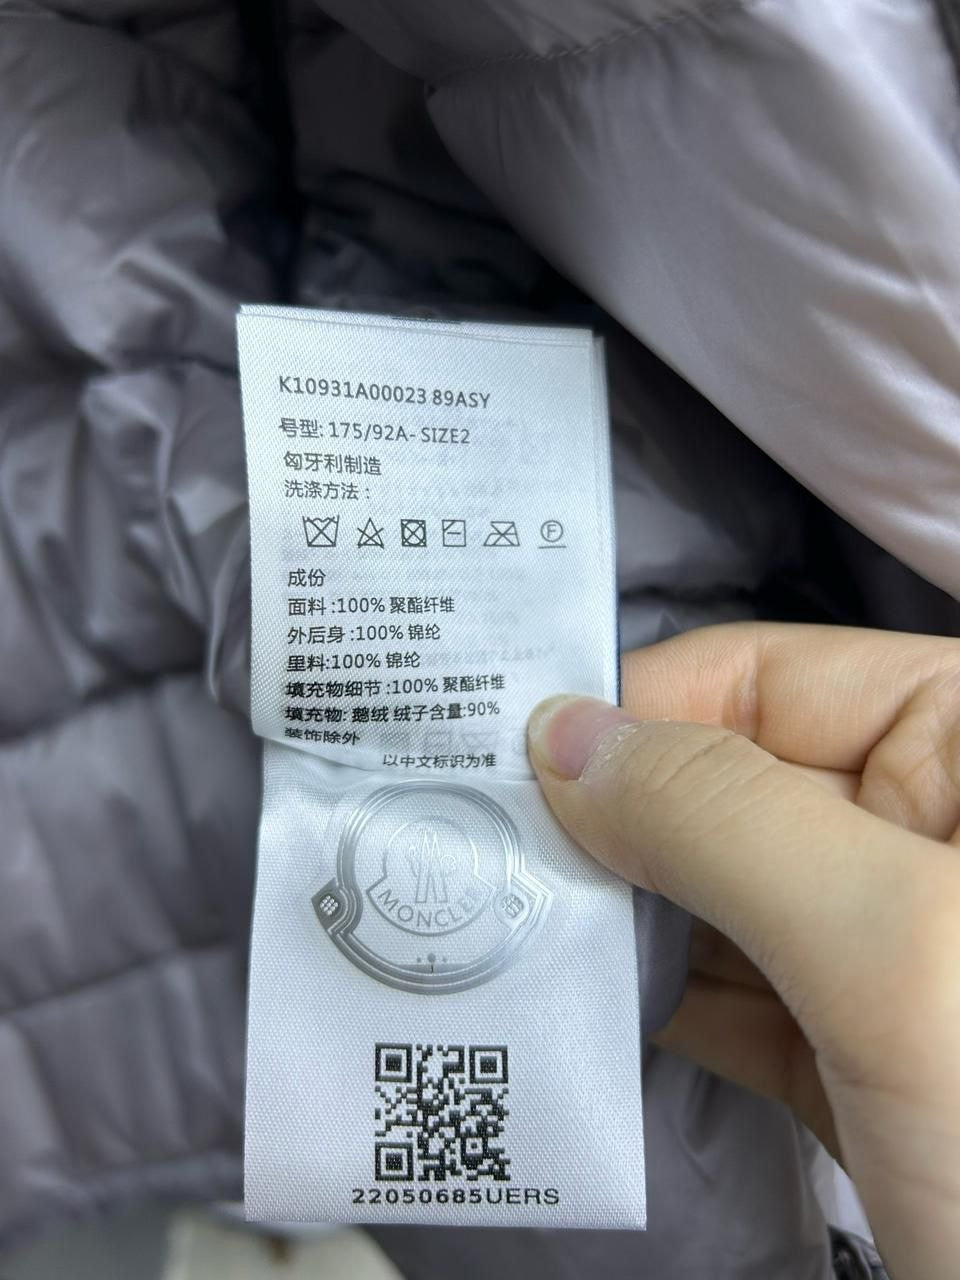 K10931A00023 89ASY
号型: 175/92A- SIZE2
匈牙利制造
洗涤方法：
F
成份
面料:100% 聚酯纤维
外后身:100% 锦纶
里料:100% 锦纶
填充物细节:100% 聚酯纤维
填充物: 鹅绒 绒子含量:90%
装饰除外
以中文标识为准
MONCLER
22050685UERS